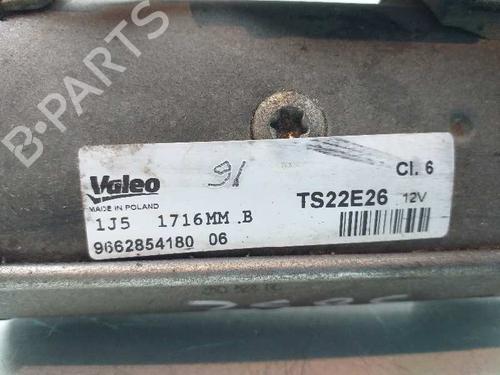 B-PARTS
Valeo
MADE IN POLAND
91
Cl. 6
TS22E26 12V
1J5 1716MM .B
9662854180 06